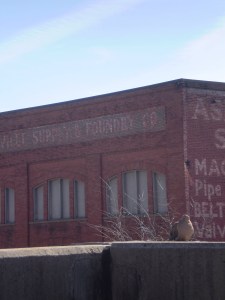 SUPPLY & FOUNDRY CO
AS
S
MAC
Pipe
BELT
Valv